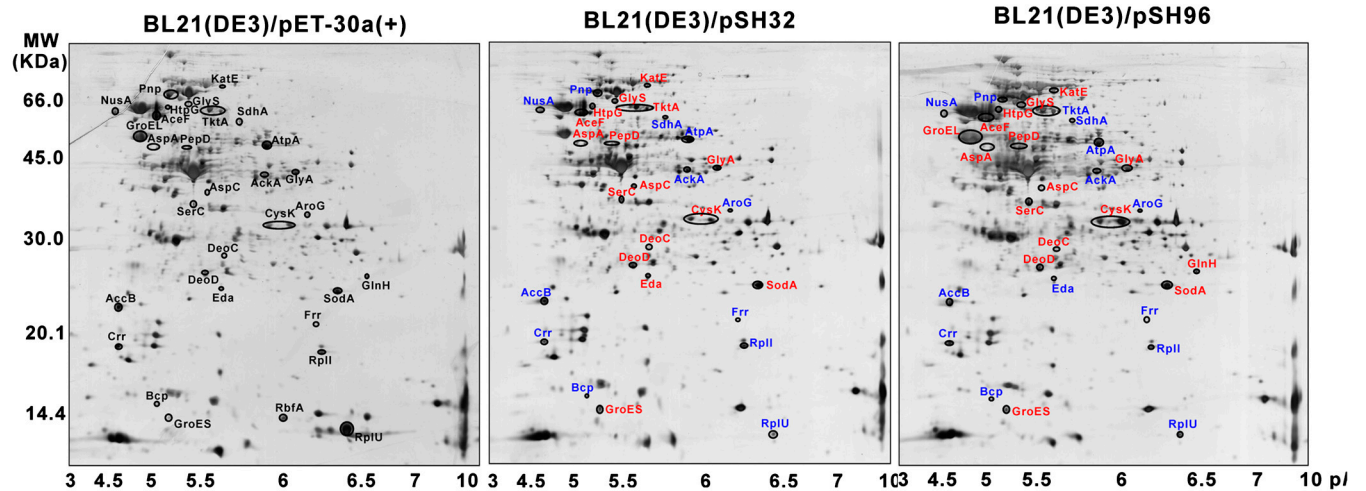 BL21(DE3)/pET-30a(+)
BL21(DE3)/pSH32
BL21(DE3)/pSH96
MW
(KDa)
66.0
45.0
30.0
20.1
14.4
KatE
Pnp
NusA
HtpG
GlyS
SdhA
AceF
TktA
GroEL
AspA
PepD
AtpA
AckA
GlyA
AspC
SerC
CysK
AroG
DeoC
DeoD
Eda
GlnH
SodA
AccB
Frr
Crr
RplI
Bcp
GroES
RbfA
RplU
KatE
Pnp
NusA
GlyS
HtpG
TktA
AceF
SdhA
AspA
PepD
AtpA
GlyA
AckA
AspC
SerC
CysK
AroG
DeoC
DeoD
Eda
SodA
AccB
Frr
Crr
RplI
Bcp
GroES
RplU
KatE
Pnp
NusA
GlyS
HtpG
TktA
SdhA
GroEL
AceF
PepD
AspA
AtpA
GlyA
AckA
AspC
SerC
CysK
AroG
DeoC
DeoD
Eda
GlnH
SodA
AccB
Frr
Crr
RplI
Bcp
GroES
RplU
3 4.5 5 5.5 6 7 10
3 4.5 5 5.5 6 7 10
3 4.5 5 5.5 6 7 10 pI